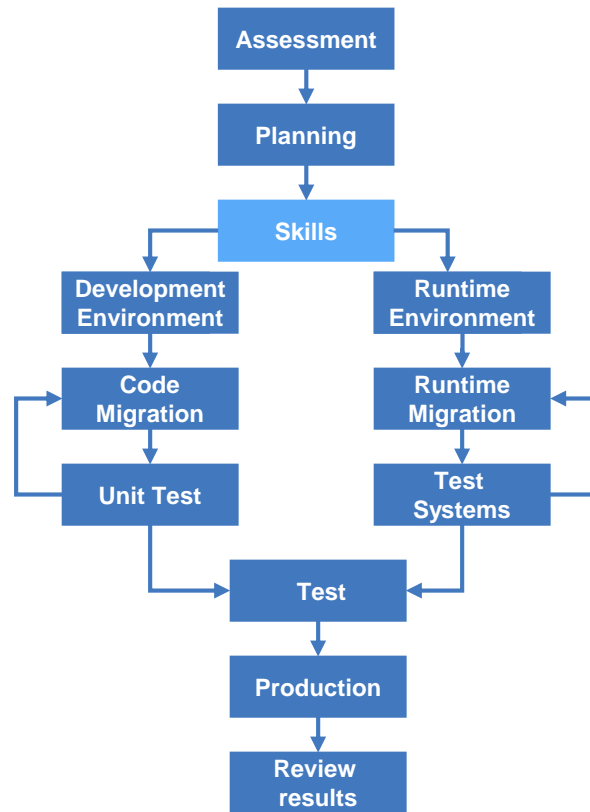 Assessment
Planning
Skills
Development
Environment
Runtime
Environment
Code
Migration
Runtime
Migration
Unit Test
Test
Systems
Test
Production
Review
results